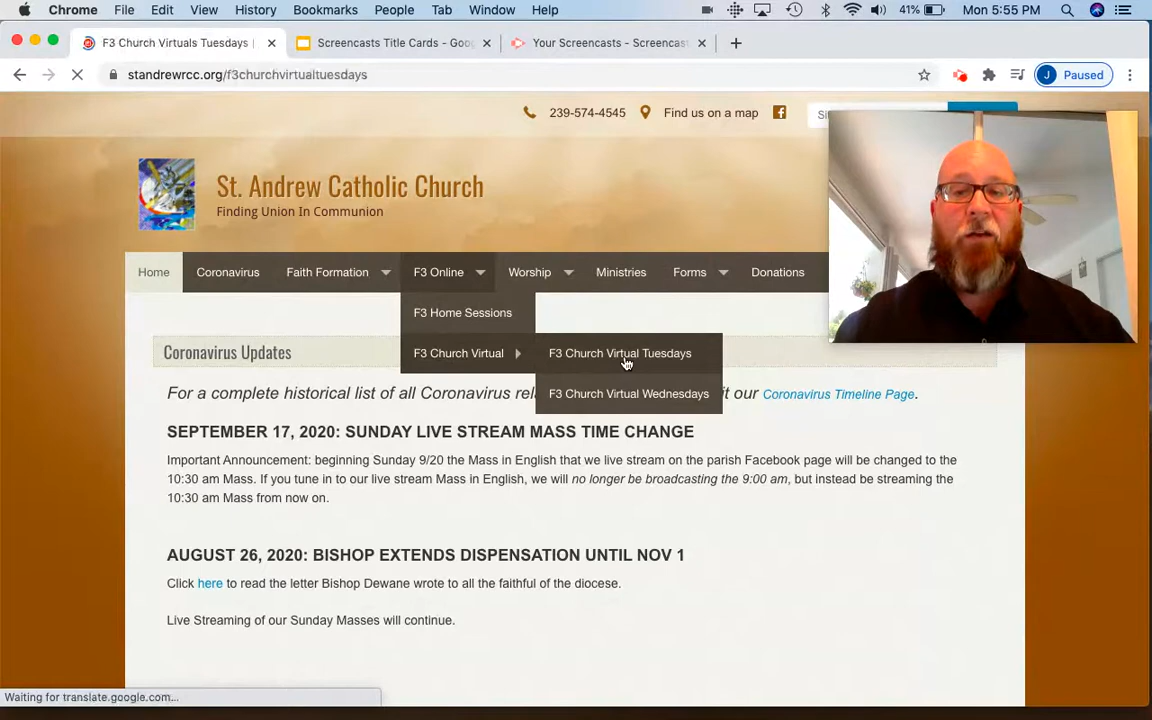 Chrome File Edit View History Bookmarks People Tab Window Help 41% Mon 5:55 PM
F3 Church Virtuals Tuesdays | Screencasts Title Cards - Goo Your Screencasts - Screencast
standrewrcc.org/f3churchvirtualtuesdays J Paused
239-574-4545 Find us on a map
St. Andrew Catholic Church
Finding Union In Communion
Home Coronavirus Faith Formation F3 Online Worship Ministries Forms Donations
F3 Home Sessions
F3 Church Virtual F3 Church Virtual Tuesdays
F3 Church Virtual Wednesdays
Coronavirus Updates
For a complete historical list of all Coronavirus rel it our Coronavirus Timeline Page.
SEPTEMBER 17, 2020: SUNDAY LIVE STREAM MASS TIME CHANGE
Important Announcement: beginning Sunday 9/20 the Mass in English that we live stream on the parish Facebook page will be changed to the
10:30 am Mass. If you tune in to our live stream Mass in English, we will no longer be broadcasting the 9:00 am, but instead be streaming the
10:30 am Mass from now on.
AUGUST 26, 2020: BISHOP EXTENDS DISPENSATION UNTIL NOV 1
Click here to read the letter Bishop Dewane wrote to all the faithful of the diocese.
Live Streaming of our Sunday Masses will continue.
Waiting for translate.google.com...